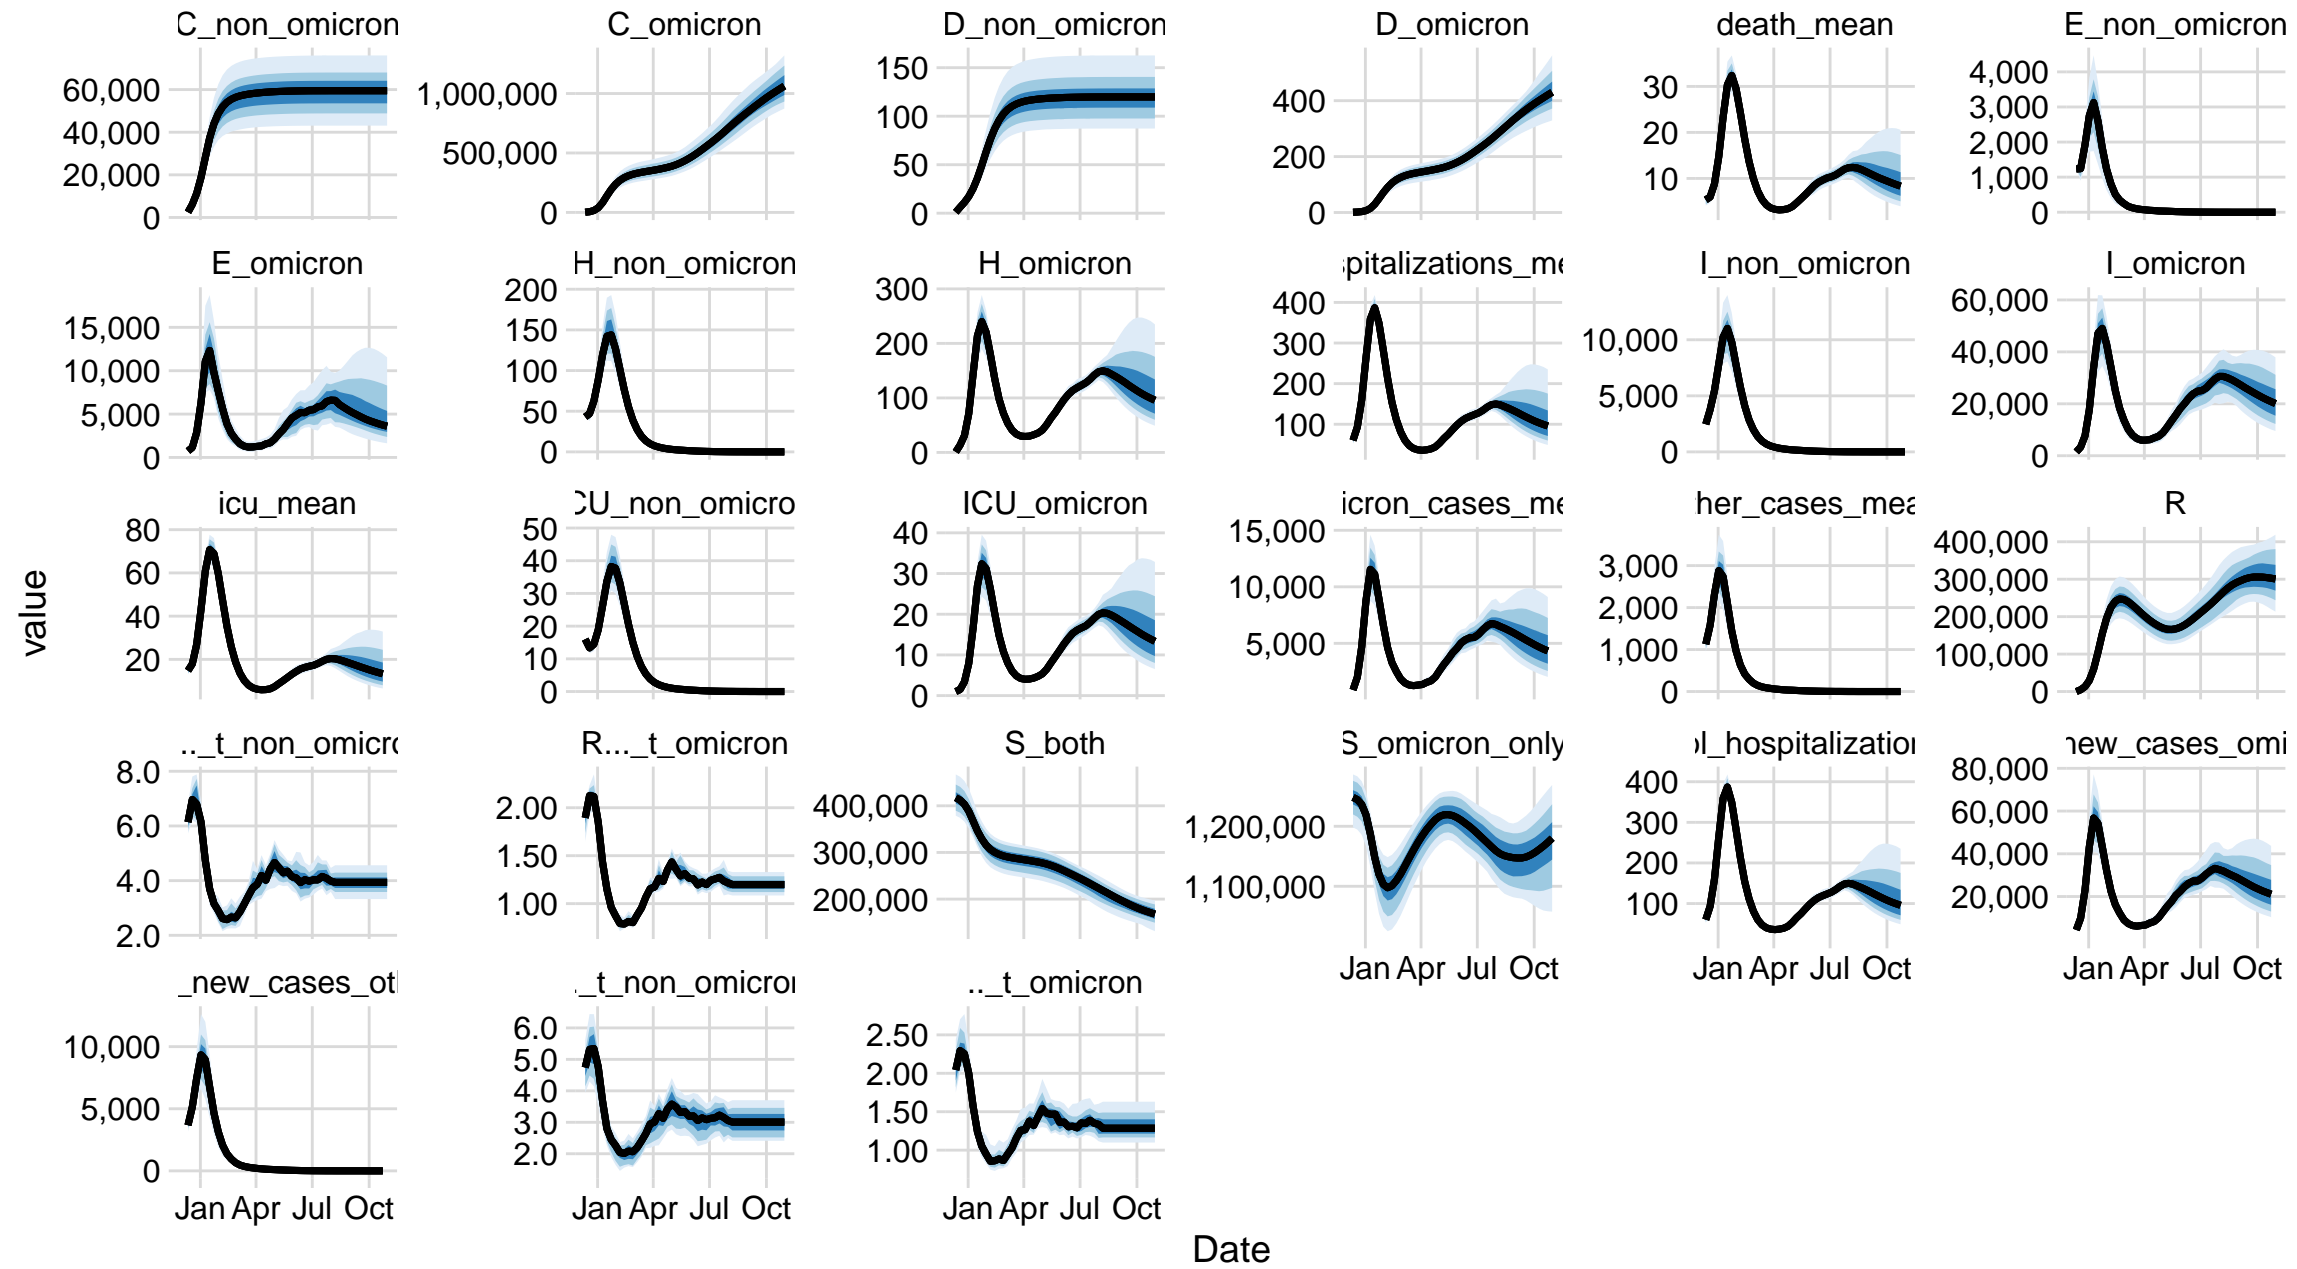 C_non_omicron C_omicron D_non_omicron D_omicron death_mean E_non_omicron
60,000 40,000 20,000 0
1,000,000 500,000 0
150 100 50 0
400 200 0
30 20 10
4,000 3,000 2,000 1,000 0
E_omicron H_non_omicron H_omicron spitalizations_me I_non_omicron I_omicron
15,000 10,000 5,000 0
200 150 100 50 0
300 200 100 0
400 300 200 100
10,000 5,000 0
60,000 40,000 20,000 0
icu_mean CU_non_omicro ICU_omicron icron_cases_me her_cases_mea R
80 60 40 20
50 40 30 20 10 0
40 30 20 10 0
15,000 10,000 5,000
3,000 2,000 1,000 0
400,000 300,000 200,000 100,000 0
value
.._t_non_omicro R..._t_omicron S_both S_omicron_only ol_hospitalization new_cases_omi
8.0 6.0 4.0 2.0
2.00 1.50 1.00
400,000 300,000 200,000
1,200,000 1,100,000
400 300 200 100
80,000 60,000 40,000 20,000
Jan Apr Jul Oct Jan Apr Jul Oct Jan Apr Jul Oct
_new_cases_otl ._t_non_omicron .._t_omicron
10,000 5,000 0
6.0 5.0 4.0 3.0 2.0
2.50 2.00 1.50 1.00
Jan Apr Jul Oct Jan Apr Jul Oct Jan Apr Jul Oct
Date